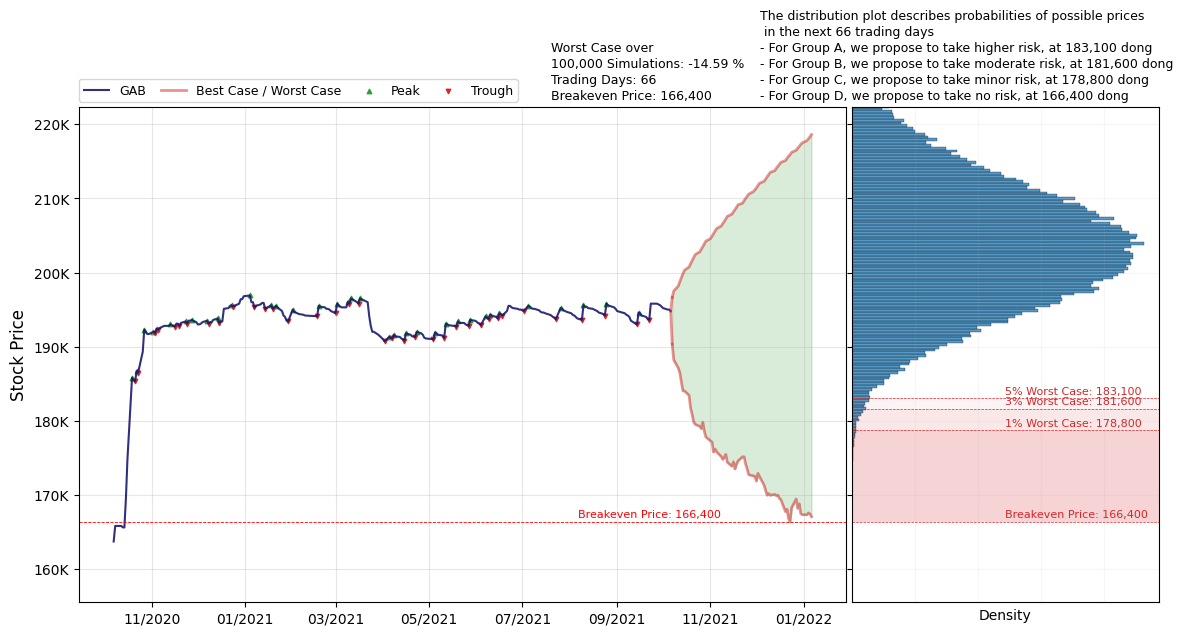 The distribution plot describes probabilities of possible prices
in the next 66 trading days
- For Group A, we propose to take higher risk, at 183,100 dong
- For Group B, we propose to take moderate risk, at 181,600 dong
- For Group C, we propose to take minor risk, at 178,800 dong
- For Group D, we propose to take no risk, at 166,400 dong
Worst Case over
100,000 Simulations: -14.59 %
Trading Days: 66
Breakeven Price: 166,400
GAB
Best Case / Worst Case
Peak
Trough
Stock Price
220K
210K
200K
190K
180K
170K
160K
Breakeven Price: 166,400
11/2020
01/2021
03/2021
05/2021
07/2021
09/2021
11/2021
01/2022
5% Worst Case: 183,100
3% Worst Case: 181,600
1% Worst Case: 178,800
Breakeven Price: 166,400
Density